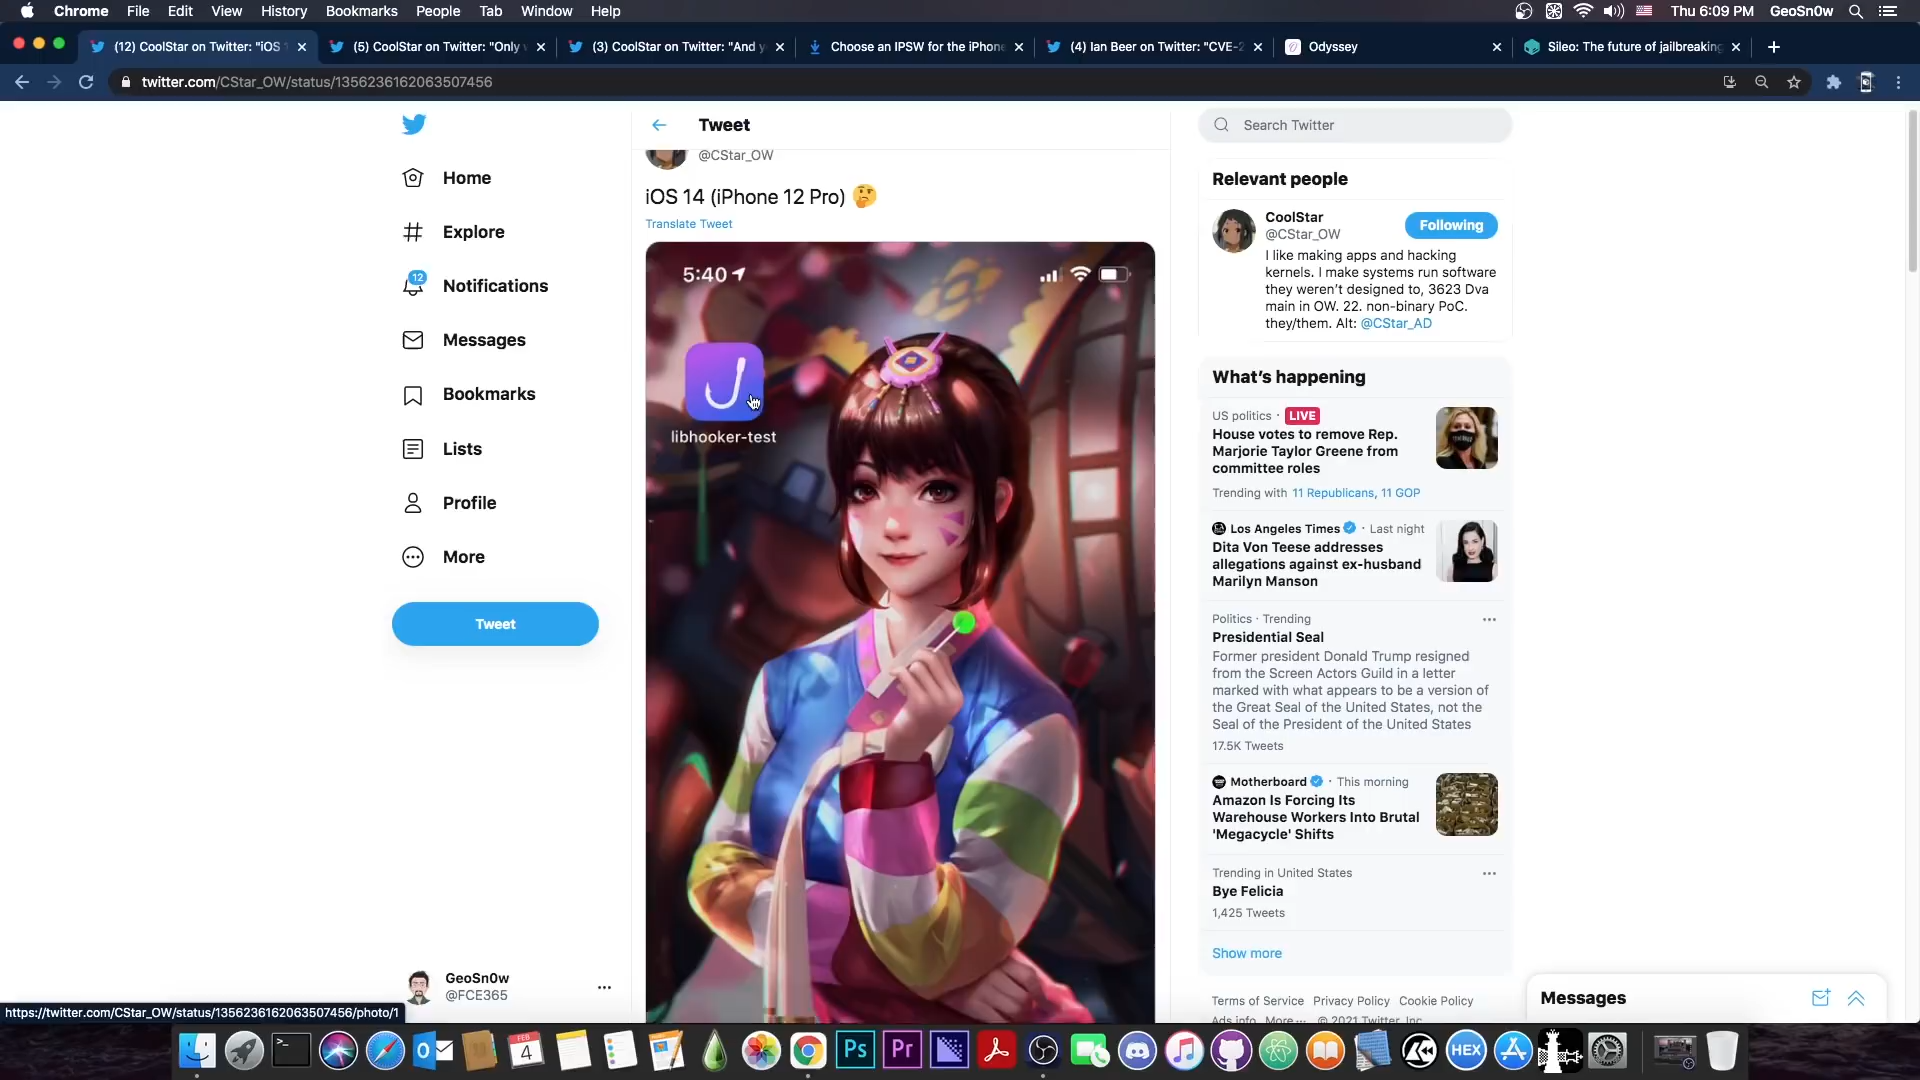 Chrome File Edit View History Bookmarks People Tab Window Help
Thu 6:09 PM GeoSn0w
(12) CoolStar on Twitter: "iOS 1
(5) CoolStar on Twitter: "Only
(3) CoolStar on Twitter: "And y
Choose an IPSW for the iPhone
(4) Ian Beer on Twitter: "CVE-2
Odyssey
Sileo: The future of jailbreaking
twitter.com/CStar_OW/status/1356236162063507456
Home
Explore
12
Notifications
Messages
Bookmarks
Lists
Profile
More
Tweet
GeoSn0w
@FCE365
https://twitter.com/CStar_OW/status/1356236162063507456/photo/1
Tweet
@CStar_OW
iOS 14 (iPhone 12 Pro) 🤔
Translate Tweet
5:40
libhooker-test
Search Twitter
Relevant people
CoolStar
@CStar_OW
Following
I like making apps and hacking
kernels. I make systems run software
they weren't designed to, 3623 Dva
main in OW. 22. non-binary PoC.
they/them. Alt: @CStar_AD
What's happening
US politics · LIVE
House votes to remove Rep.
Marjorie Taylor Greene from
committee roles
Trending with 11 Republicans, 11 GOP
Los Angeles Times · Last night
Dita Von Teese addresses
allegations against ex-husband
Marilyn Manson
Politics · Trending
Presidential Seal
Former president Donald Trump resigned
from the Screen Actors Guild in a letter
marked with what appears to be a version of
the Great Seal of the United States, not the
Seal of the President of the United States
17.5K Tweets
Motherboard · This morning
Amazon Is Forcing Its
Warehouse Workers Into Brutal
'Megacycle' Shifts
Trending in United States
Bye Felicia
1,425 Tweets
Show more
Terms of Service Privacy Policy Cookie Policy
Ads info More ··· © 2021 Twitter, Inc.
Messages
FEB
4
Ps
Pr
HEX